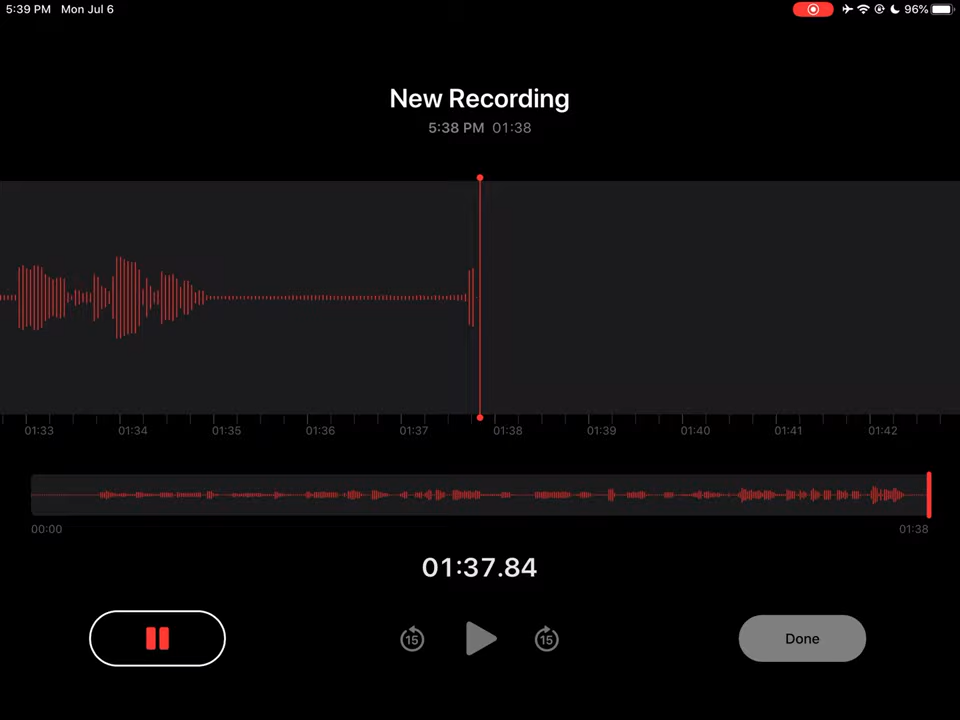 5:39 PM Mon Jul 6 96%
New Recording
5:38 PM 01:38
01:33 01:34 01:35 01:36 01:37 01:38 01:39 01:40 01:41 01:42
00:00 01:38
01:37.84
15 15 Done